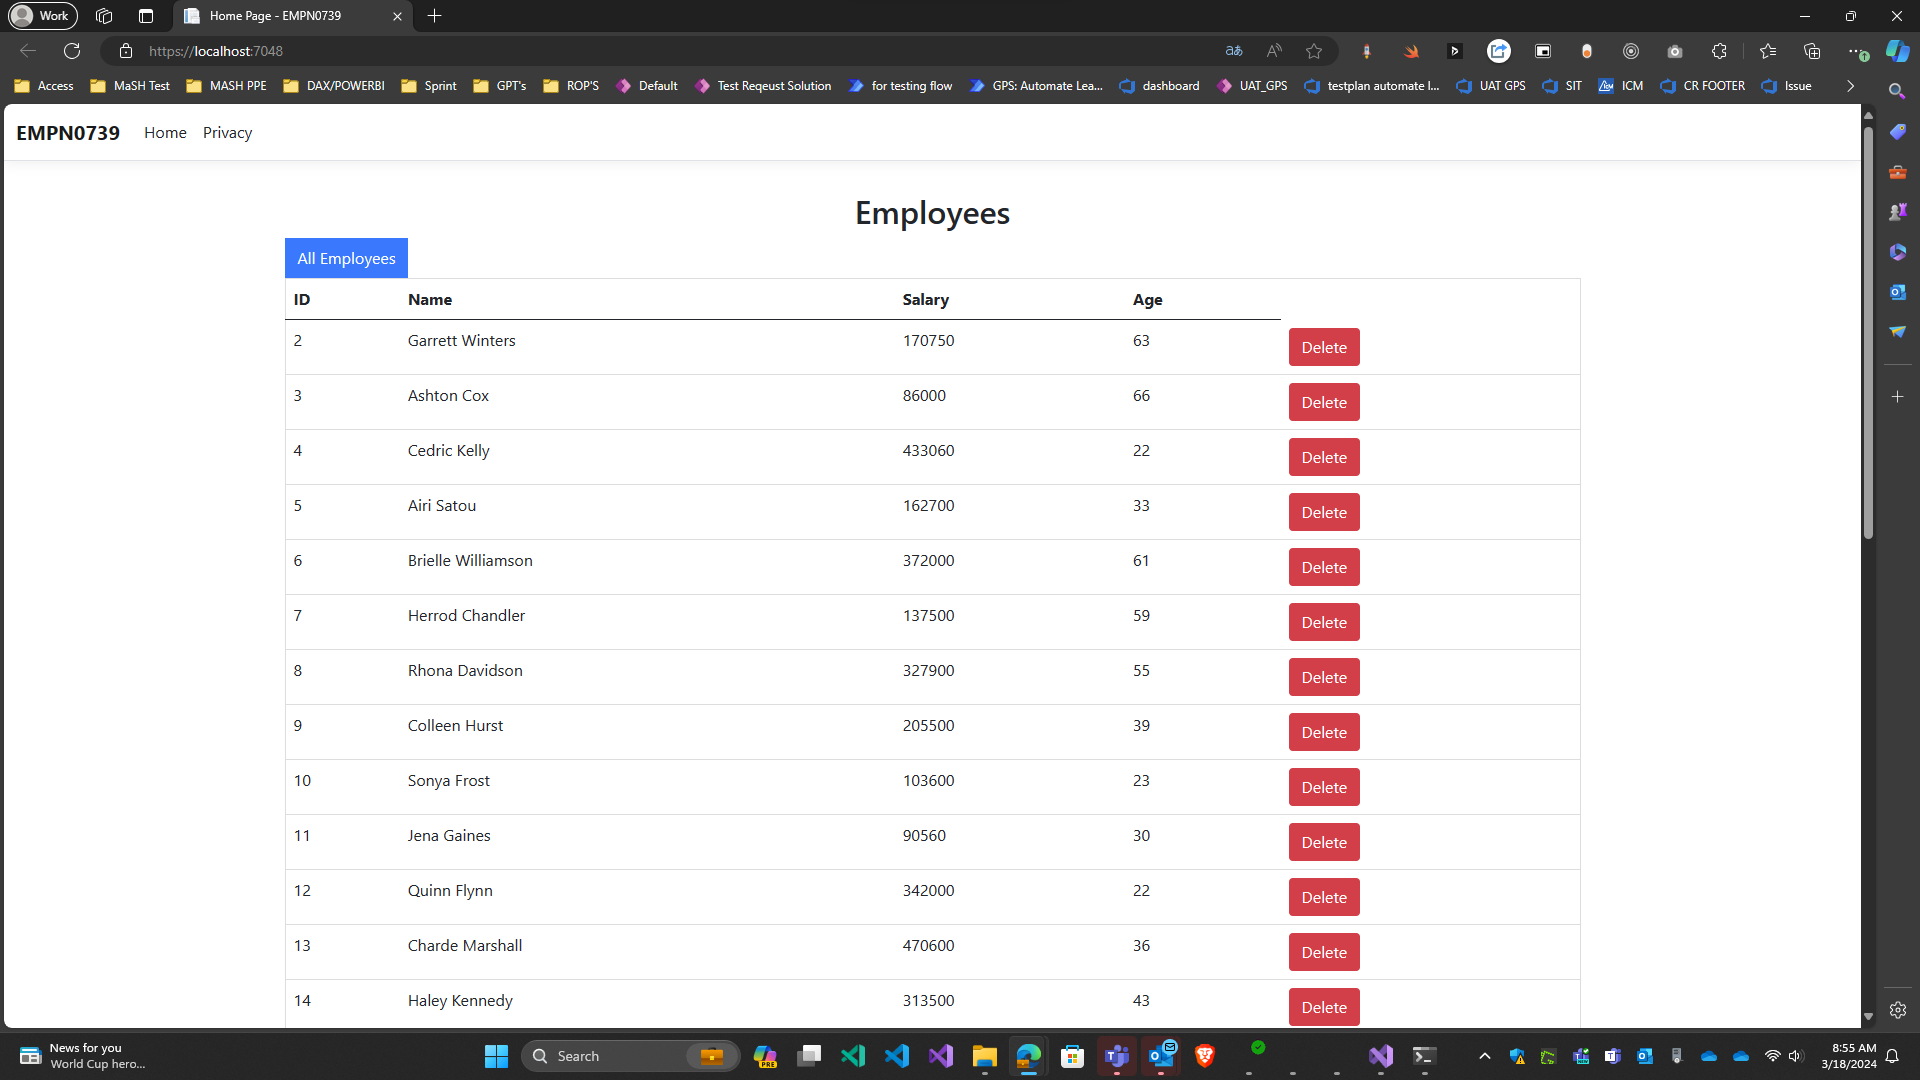 Work
Home Page - EMPN0739
https://localhost:7048
Access
MaSH Test
MASH PPE
DAX/POWERBI
Sprint
GPT's
ROP'S
Default
Test Reqeust Solution
for testing flow
GPS: Automate Lea...
dashboard
UAT_GPS
testplan automate l...
UAT GPS
SIT
ICM
CR FOOTER
Issue
EMPN0739 Home Privacy
Employees
All Employees
ID Name Salary Age
2 Garrett Winters 170750 63 Delete
3 Ashton Cox 86000 66 Delete
4 Cedric Kelly 433060 22 Delete
5 Airi Satou 162700 33 Delete
6 Brielle Williamson 372000 61 Delete
7 Herrod Chandler 137500 59 Delete
8 Rhona Davidson 327900 55 Delete
9 Colleen Hurst 205500 39 Delete
10 Sonya Frost 103600 23 Delete
11 Jena Gaines 90560 30 Delete
12 Quinn Flynn 342000 22 Delete
13 Charde Marshall 470600 36 Delete
14 Haley Kennedy 313500 43 Delete
News for you
World Cup hero...
Search
PRE
8:55 AM
3/18/2024